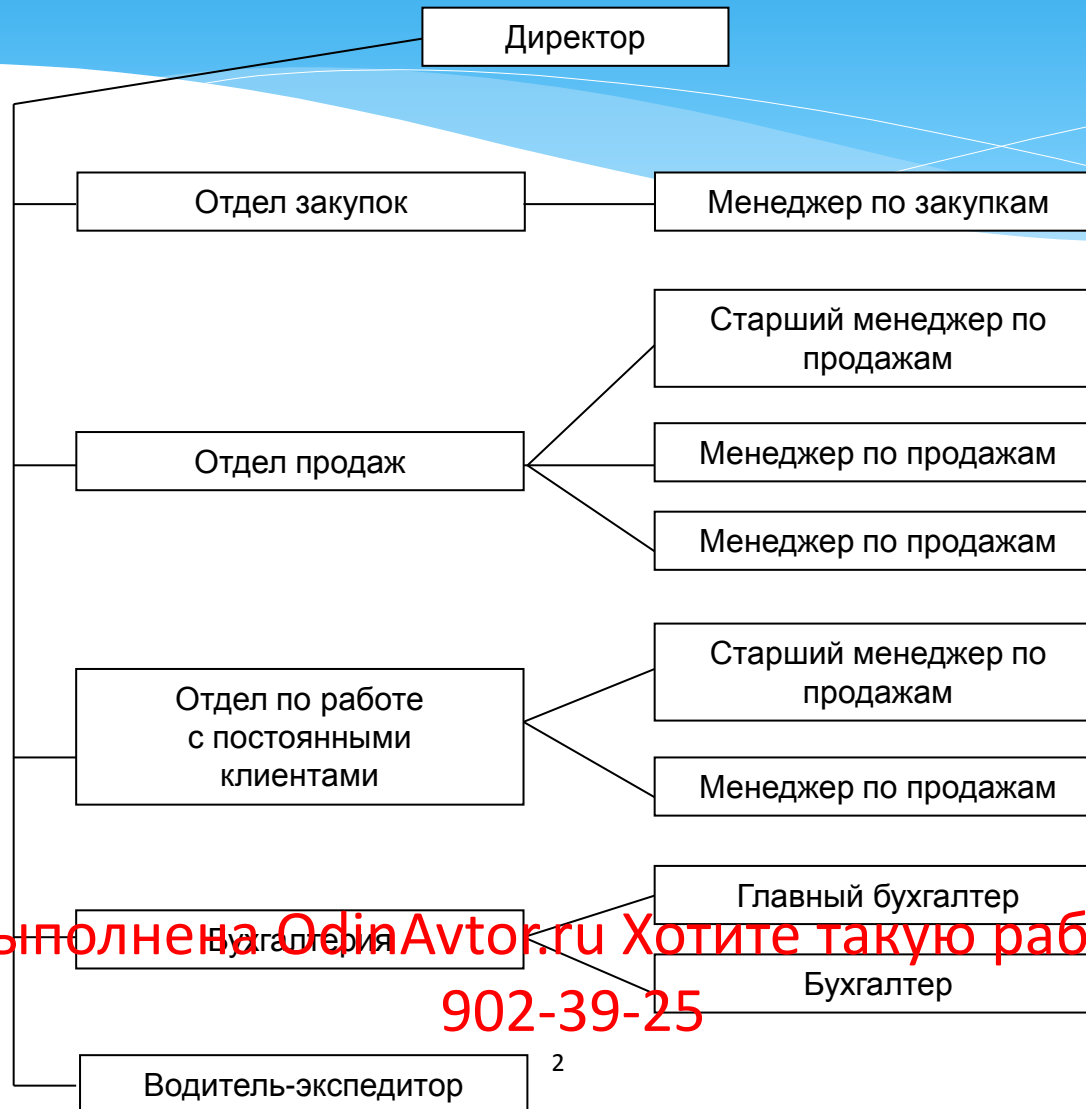 Директор
Отдел закупок
Менеджер по закупкам
Старший менеджер по
продажам
Отдел продаж
Менеджер по продажам
Менеджер по продажам
Отдел по работе
с постоянными
клиентами
Старший менеджер по
продажам
Менеджер по продажам
Главный бухгалтер
Бухгалтерия
ыполнена OdinAvtor.ru Хотите такую раб
Бухгалтер
902-39-25
2
Водитель-экспедитор